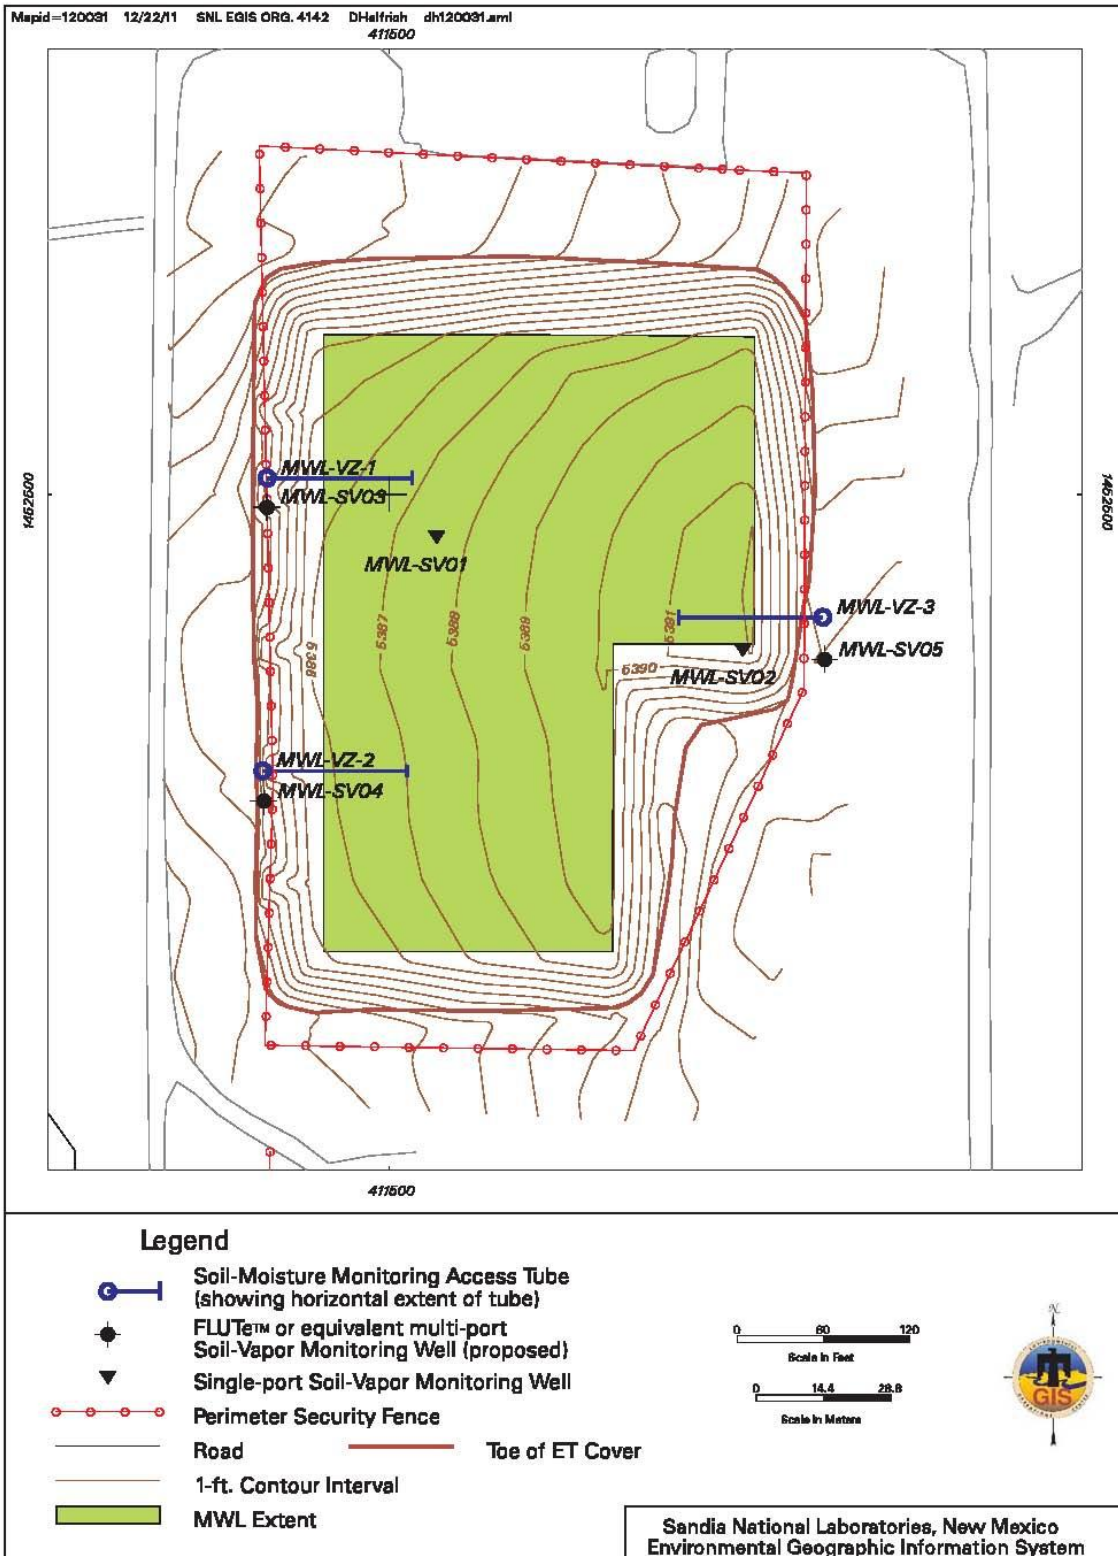 Mapid=120031 12/22/11 SNL EGIS ORG. 4142 DHelfrich dh120031.aml
411500
MWL-VZ-1
1452500
MWL-SV03
1452500
MWL-SV01
MWL-VZ-3
5386
5387
5388
5389
5391
MWL-SV05
5390
MWL-SV02
MWL-VZ-2
MWL-SV04
411500
Legend
Soil-Moisture Monitoring Access Tube
(showing horizontal extent of tube)
FLUTe™ or equivalent multi-port
Soil-Vapor Monitoring Well (proposed)
Single-port Soil-Vapor Monitoring Well
Perimeter Security Fence
Road
Toe of ET Cover
1-ft. Contour Interval
MWL Extent
0 60 120
Scale in Feet
0 14.4 28.8
Scale in Meters
N
GIS
Sandia National Laboratories, New Mexico
Environmental Geographic Information System